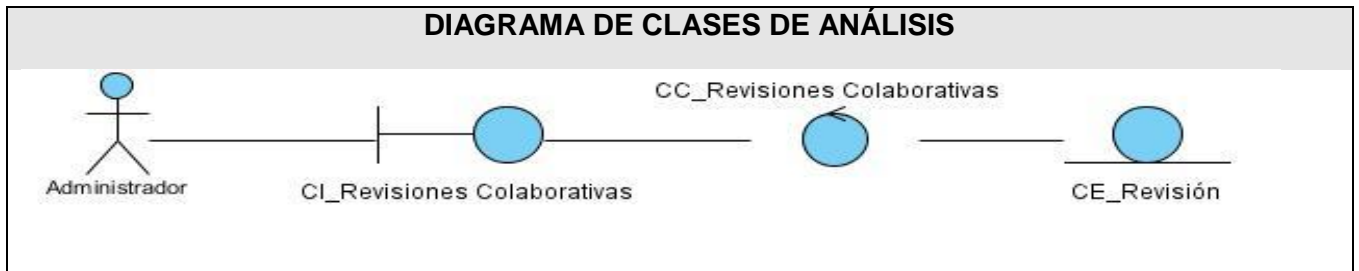 DIAGRAMA DE CLASES DE ANÁLISIS
CC_Revisiones Colaborativas
Administrador
CI_Revisiones Colaborativas
CE_Revisión